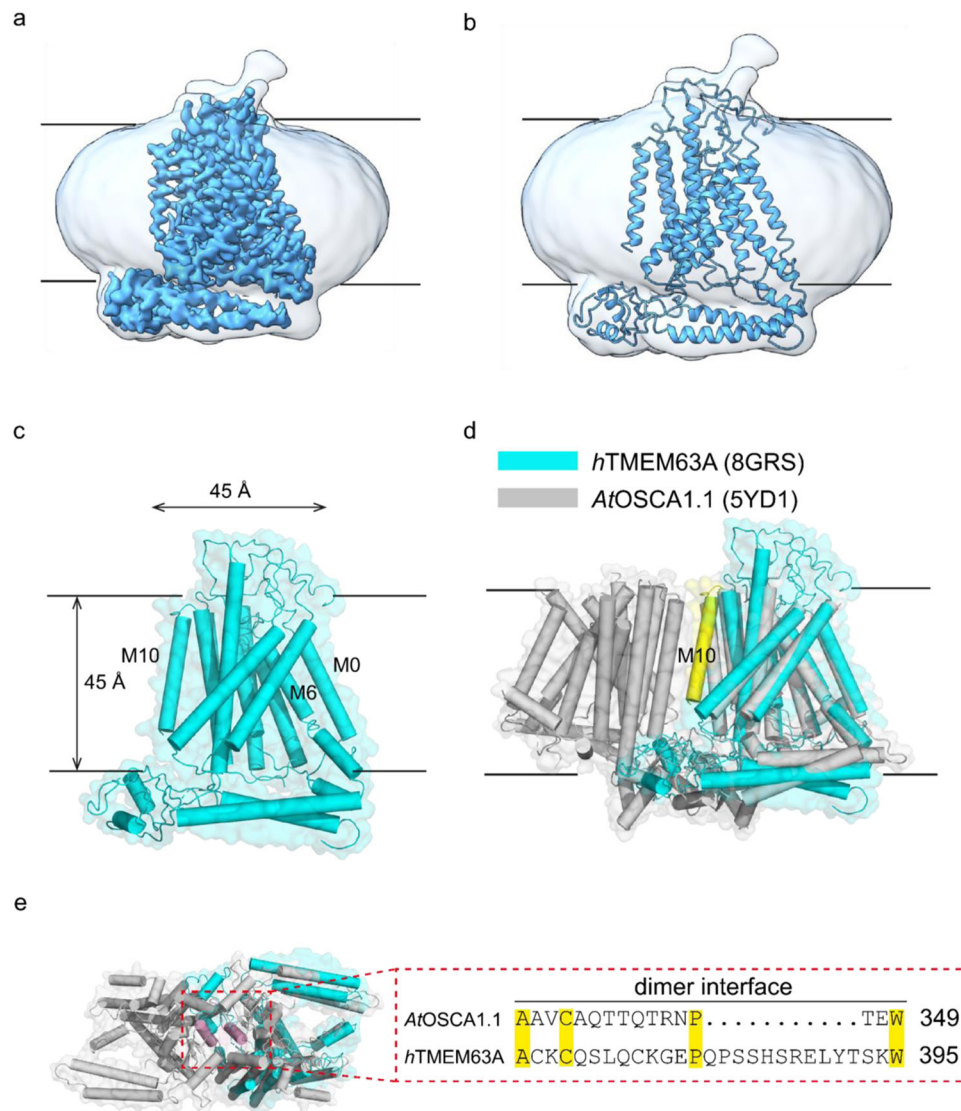 a
b
c
45 Å
M10
45 Å
M0
M6
d
hTMEM63A (8GRS)
AtOSCA1.1 (5YD1)
M10
e
dimer interface
AtOSCA1.1 AAVCAQTTQTRNP............TEW 349
hTMEM63A ACKCQSLQCKGEPQPSSHSRELYTSKW 395